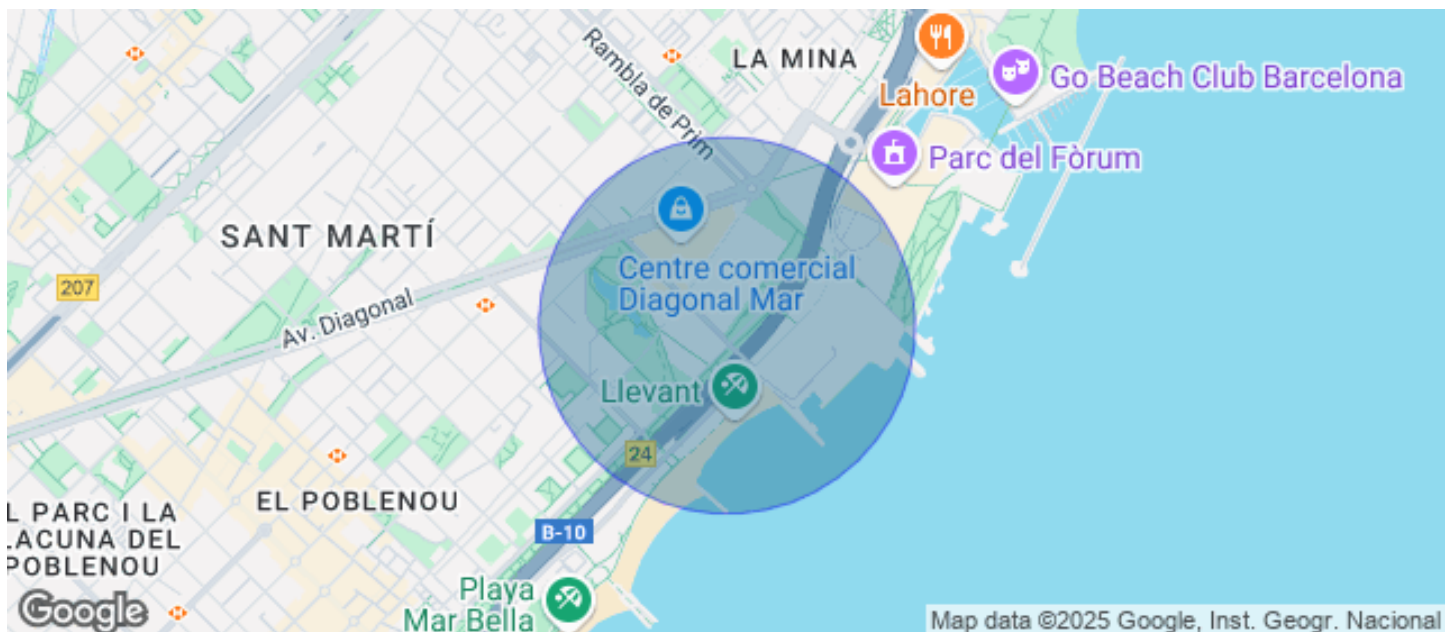 LA MINA
Rambla de Prim
Lahore
Go Beach Club Barcelona
Parc del Fòrum
SANT MARTÍ
Centre comercial
Diagonal Mar
207
Av. Diagonal
Llevant
24
EL POBLENOU
L PARC I LA
LACUNA DEL
POBLENOU
B-10
Playa
Mar Bella
Google
Map data ©2025 Google, Inst. Geogr. Nacional